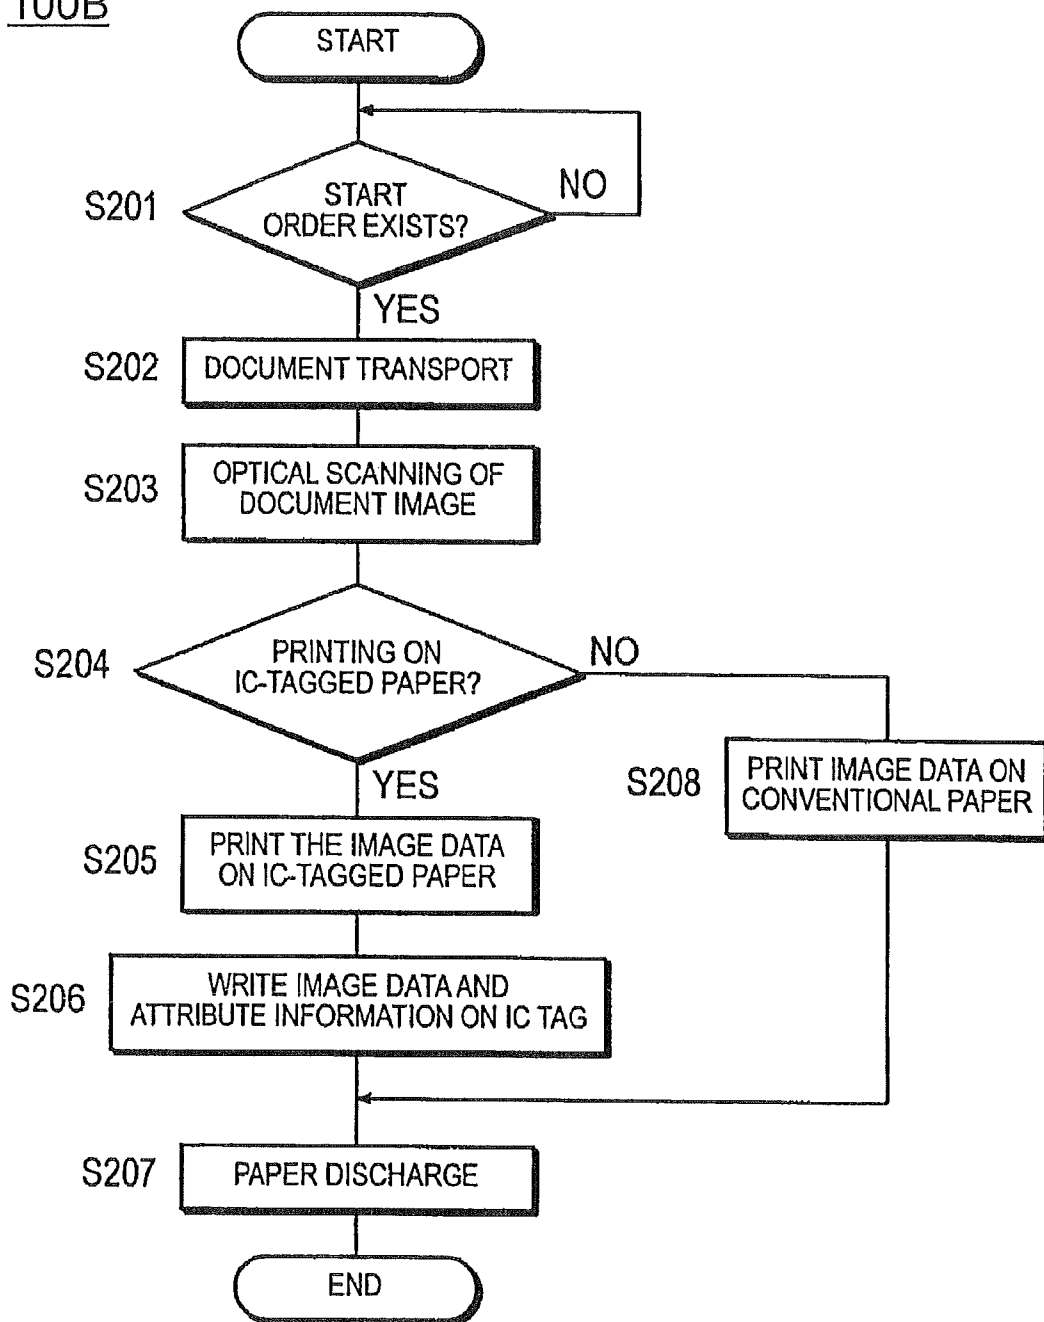 100B
START
S201
START
ORDER EXISTS?
NO
YES
S202
DOCUMENT TRANSPORT
S203
OPTICAL SCANNING OF
DOCUMENT IMAGE
S204
PRINTING ON
IC-TAGGED PAPER?
NO
YES
S208
PRINT IMAGE DATA ON
CONVENTIONAL PAPER
S205
PRINT THE IMAGE DATA
ON IC-TAGGED PAPER
S206
WRITE IMAGE DATA AND
ATTRIBUTE INFORMATION ON IC TAG
S207
PAPER DISCHARGE
END